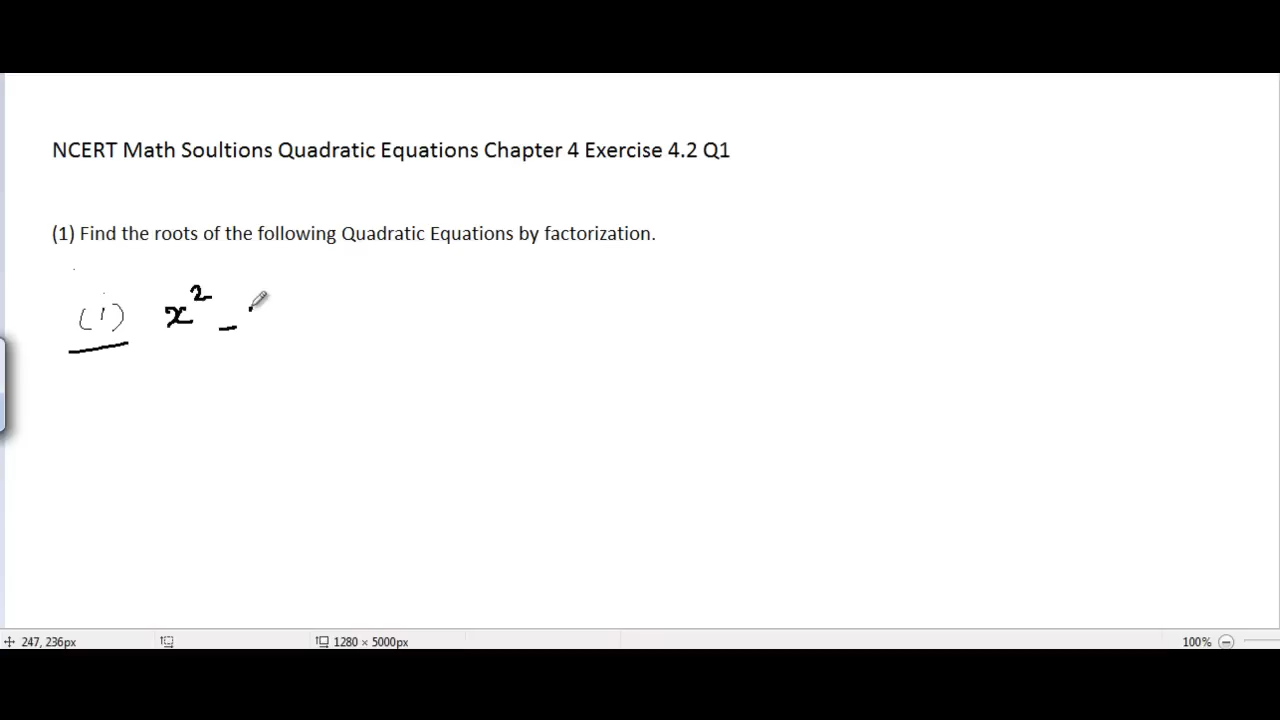 NCERT Math Soultions Quadratic Equations Chapter 4 Exercise 4.2 Q1
(1) Find the roots of the following Quadratic Equations by factorization.
(i) x² –
247, 236px 1280 × 5000px 100%